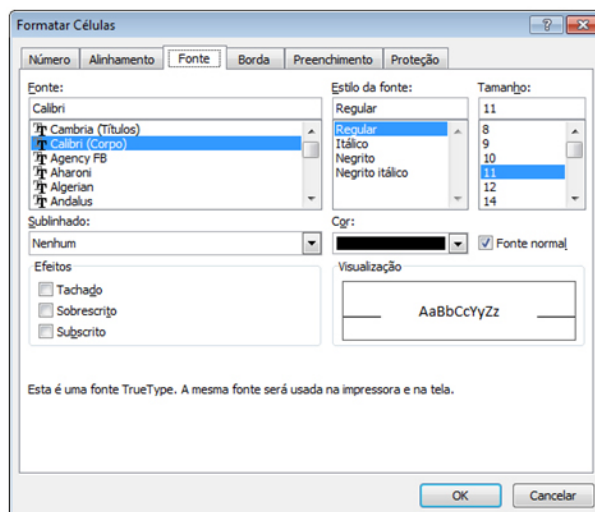 Formatar Células
Número Alinhamento Fonte Borda Preenchimento Proteção
Fonte: Estilo da fonte: Tamanho:
Calibri Regular 11
Cambria (Títulos) Regular 8
Calibri (Corpo) Itálico 9
Agency FB Negrito 10
Aharoni Negrito itálico 11
Algerian 12
Andalus 14
Sublinhado: Cor:
Nenhum Fonte normal
Efeitos Visualização
Tachado
Sobrescrito AaBbCcYyZz
Subscrito
Esta é uma fonte TrueType. A mesma fonte será usada na impressora e na tela.
OK Cancelar